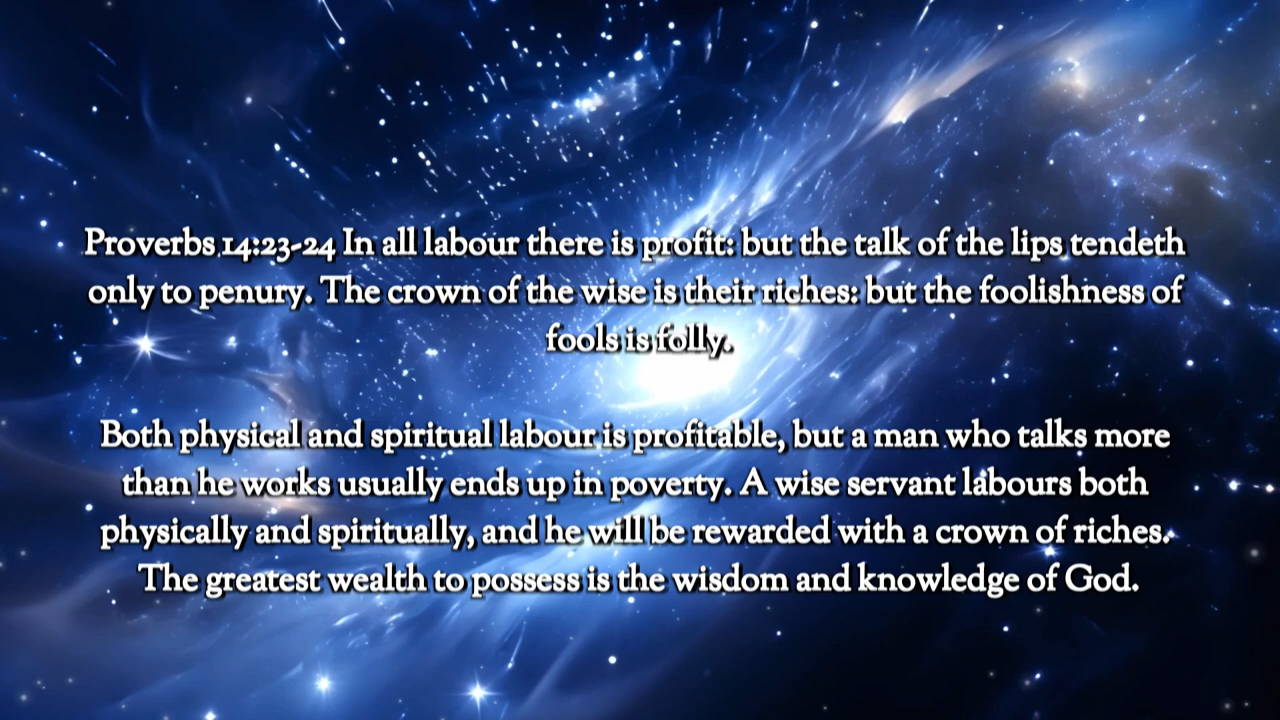 Proverbs 14:23-24 In all labour there is profit: but the talk of the lips tendeth
only to penury. The crown of the wise is their riches: but the foolishness of
fools is folly.
Both physical and spiritual labour is profitable, but a man who talks more
than he works usually ends up in poverty. A wise servant labours both
physically and spiritually, and he will be rewarded with a crown of riches.
The greatest wealth to possess is the wisdom and knowledge of God.